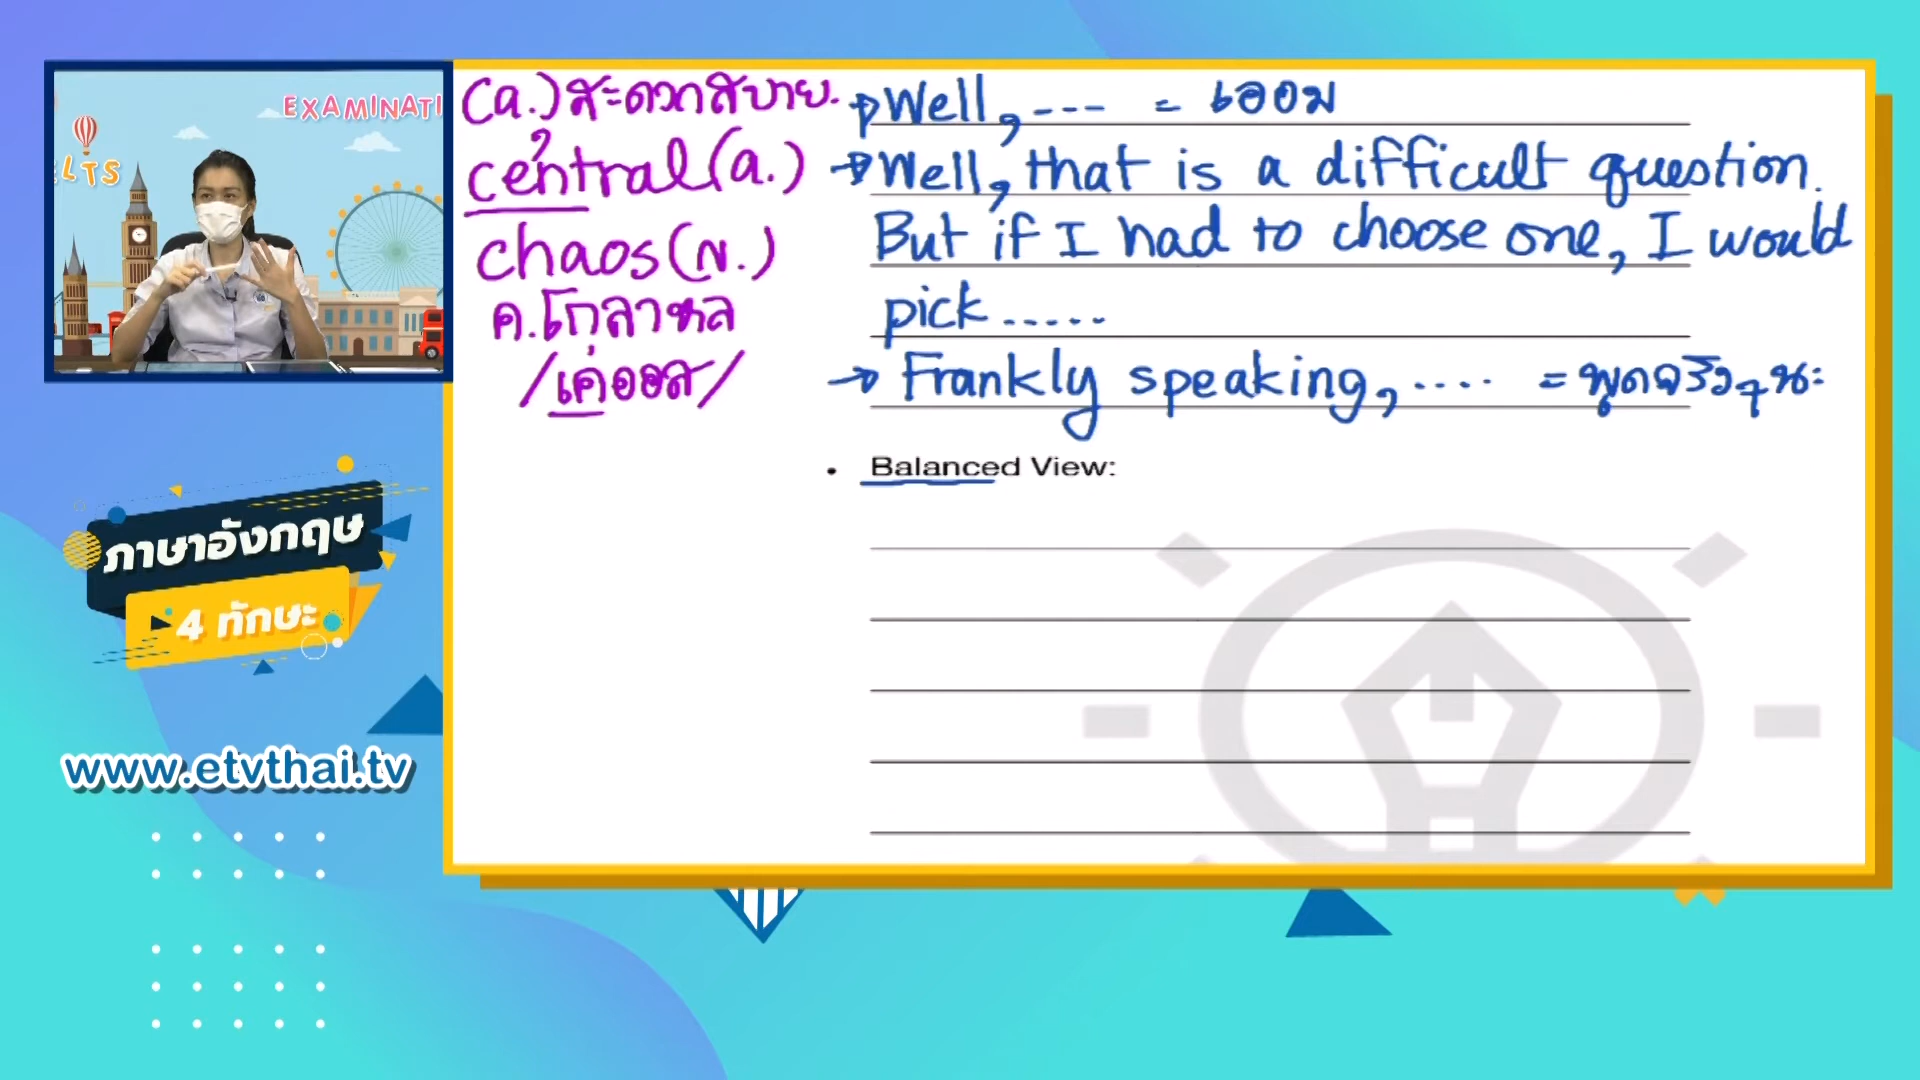 EXAMINATI
ELTS
(a.) สะดวกสบาย.
central (a.)
chaos (N.)
ค.โกลาหล
/เค่ออส/
→ Well, --- = เออม
→ Well, that is a difficult question.
But if I had to choose one, I would
pick .....
→ Frankly speaking, .... = พูดจริงๆนะ
• Balanced View:
ภาษาอังกฤษ
4 ทักษะ
www.etvthai.tv